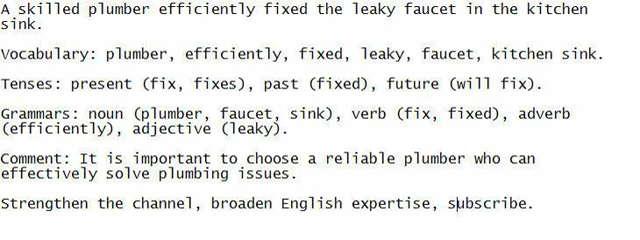 A skilled plumber efficiently fixed the leaky faucet in the kitchen
sink.
Vocabulary: plumber, efficiently, fixed, leaky, faucet, kitchen sink.
Tenses: present (fix, fixes), past (fixed), future (will fix).
Grammars: noun (plumber, faucet, sink), verb (fix, fixed), adverb
(efficiently), adjective (leaky).
Comment: It is important to choose a reliable plumber who can
effectively solve plumbing issues.
Strengthen the channel, broaden English expertise, subscribe.